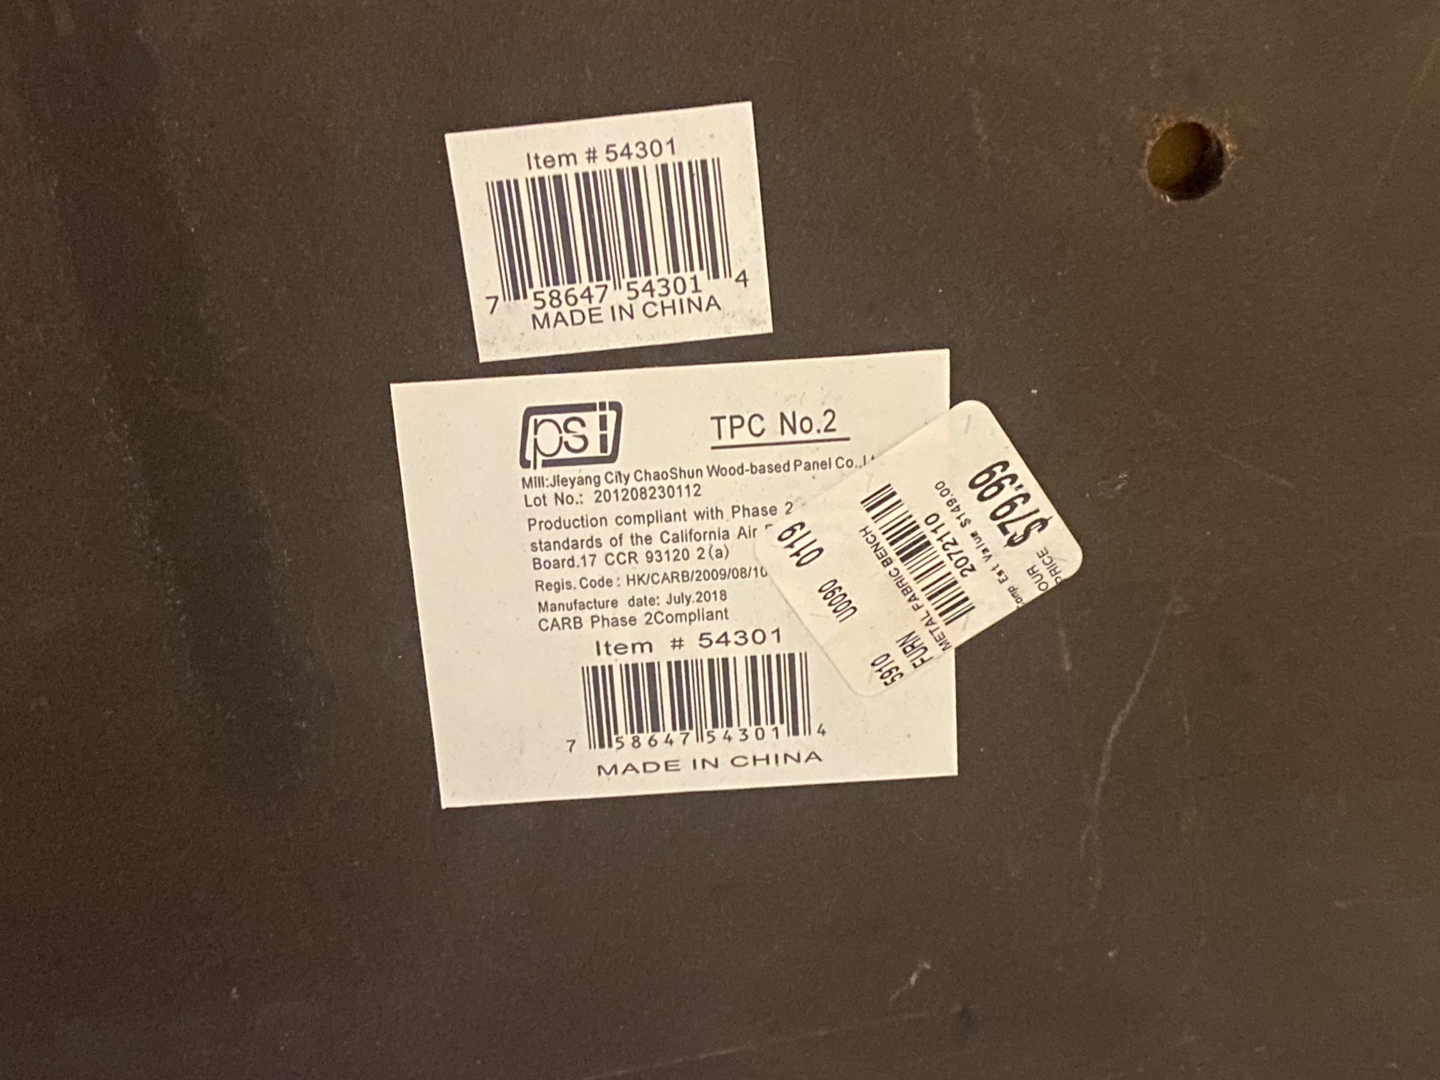 Item # 54301
7 58647 54301 4
MADE IN CHINA
psi
TPC No.2
Mill:Jieyang City ChaoShun Wood-based Panel Co.,
Lot No.: 201208230112
Production compliant with Phase 2
standards of the California Air
Board.17 CCR 93120 2(a)
Regis. Code: HK/CARB/2009/08/10
Manufacture date: July.2018
CARB Phase 2Compliant
Item # 54301
7 58647 54301 4
MADE IN CHINA
5910 U0090 0119
FURN
METAL FABRIC BENCH
2072110
Comp Est Value $149.00
OUR
PRICE
$79.99